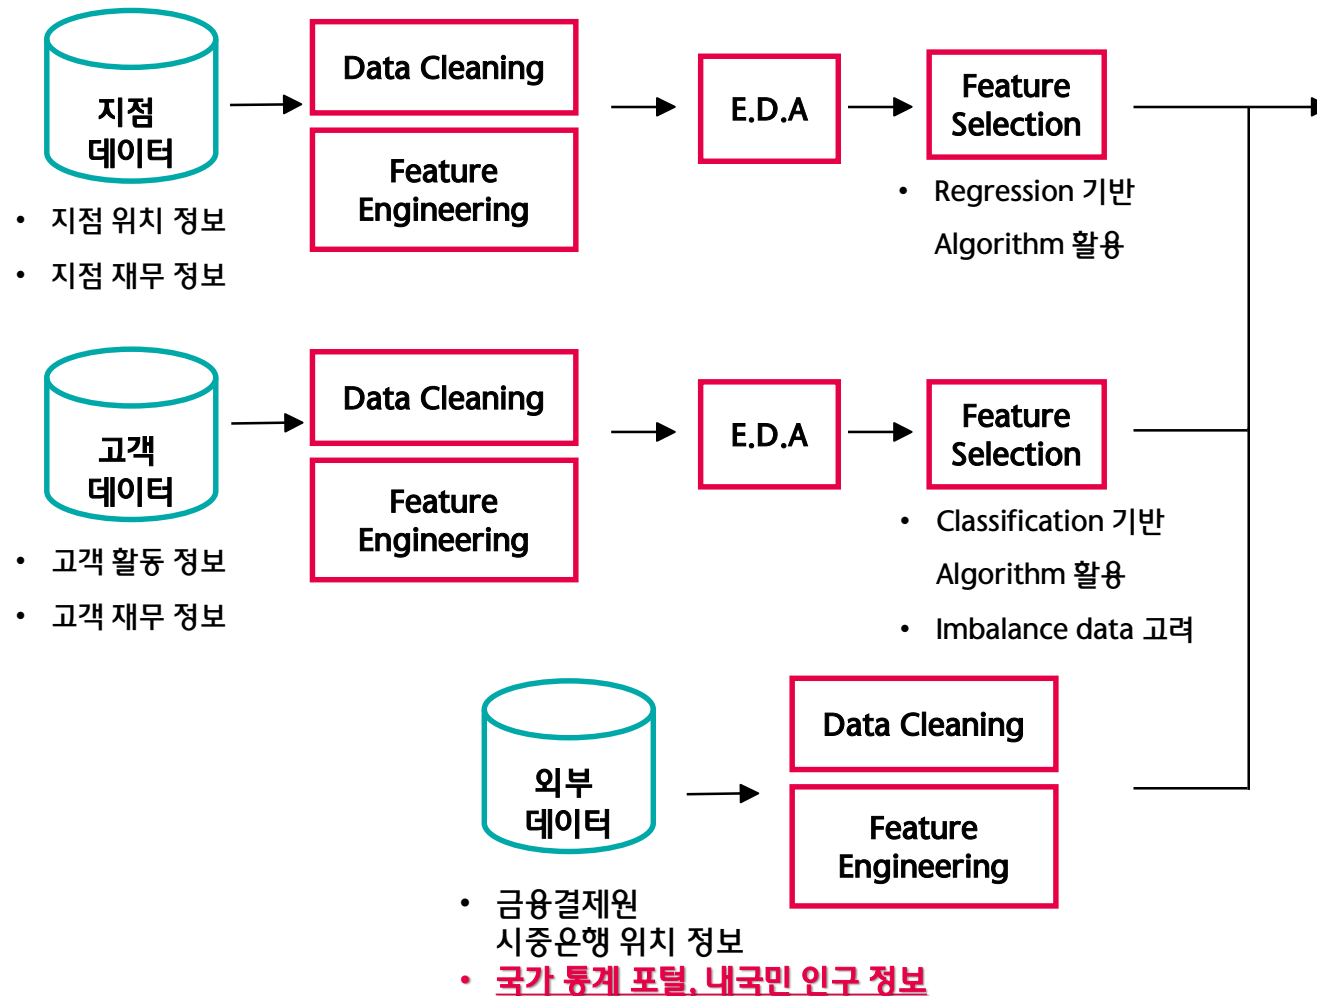 지점
데이터
• 지점 위치 정보
• 지점 재무 정보
Data Cleaning
Feature
Engineering
E.D.A
Feature
Selection
• Regression 기반
Algorithm 활용
고객
데이터
• 고객 활동 정보
• 고객 재무 정보
Data Cleaning
Feature
Engineering
E.D.A
Feature
Selection
• Classification 기반
Algorithm 활용
• Imbalance data 고려
외부
데이터
• 금융결제원
시중은행 위치 정보
• 국가 통계 포털, 내국민 인구 정보
Data Cleaning
Feature
Engineering